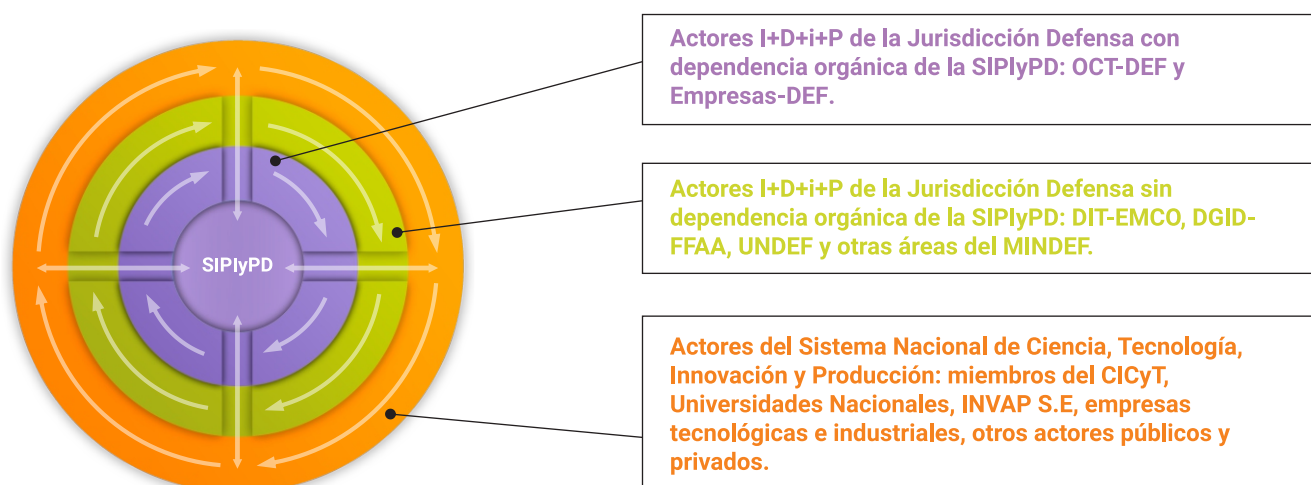 Actores I+D+i+P de la Jurisdicción Defensa con
dependencia orgánica de la SIPIyPD: OCT-DEF y
Empresas-DEF.
SIPIyPD
Actores I+D+i+P de la Jurisdicción Defensa sin
dependencia orgánica de la SIPIyPD: DIT-EMCO, DGID-
FFAA, UNDEF y otras áreas del MINDEF.
Actores del Sistema Nacional de Ciencia, Tecnología,
Innovación y Producción: miembros del CICyT,
Universidades Nacionales, INVAP S.E, empresas
tecnológicas e industriales, otros actores públicos y
privados.